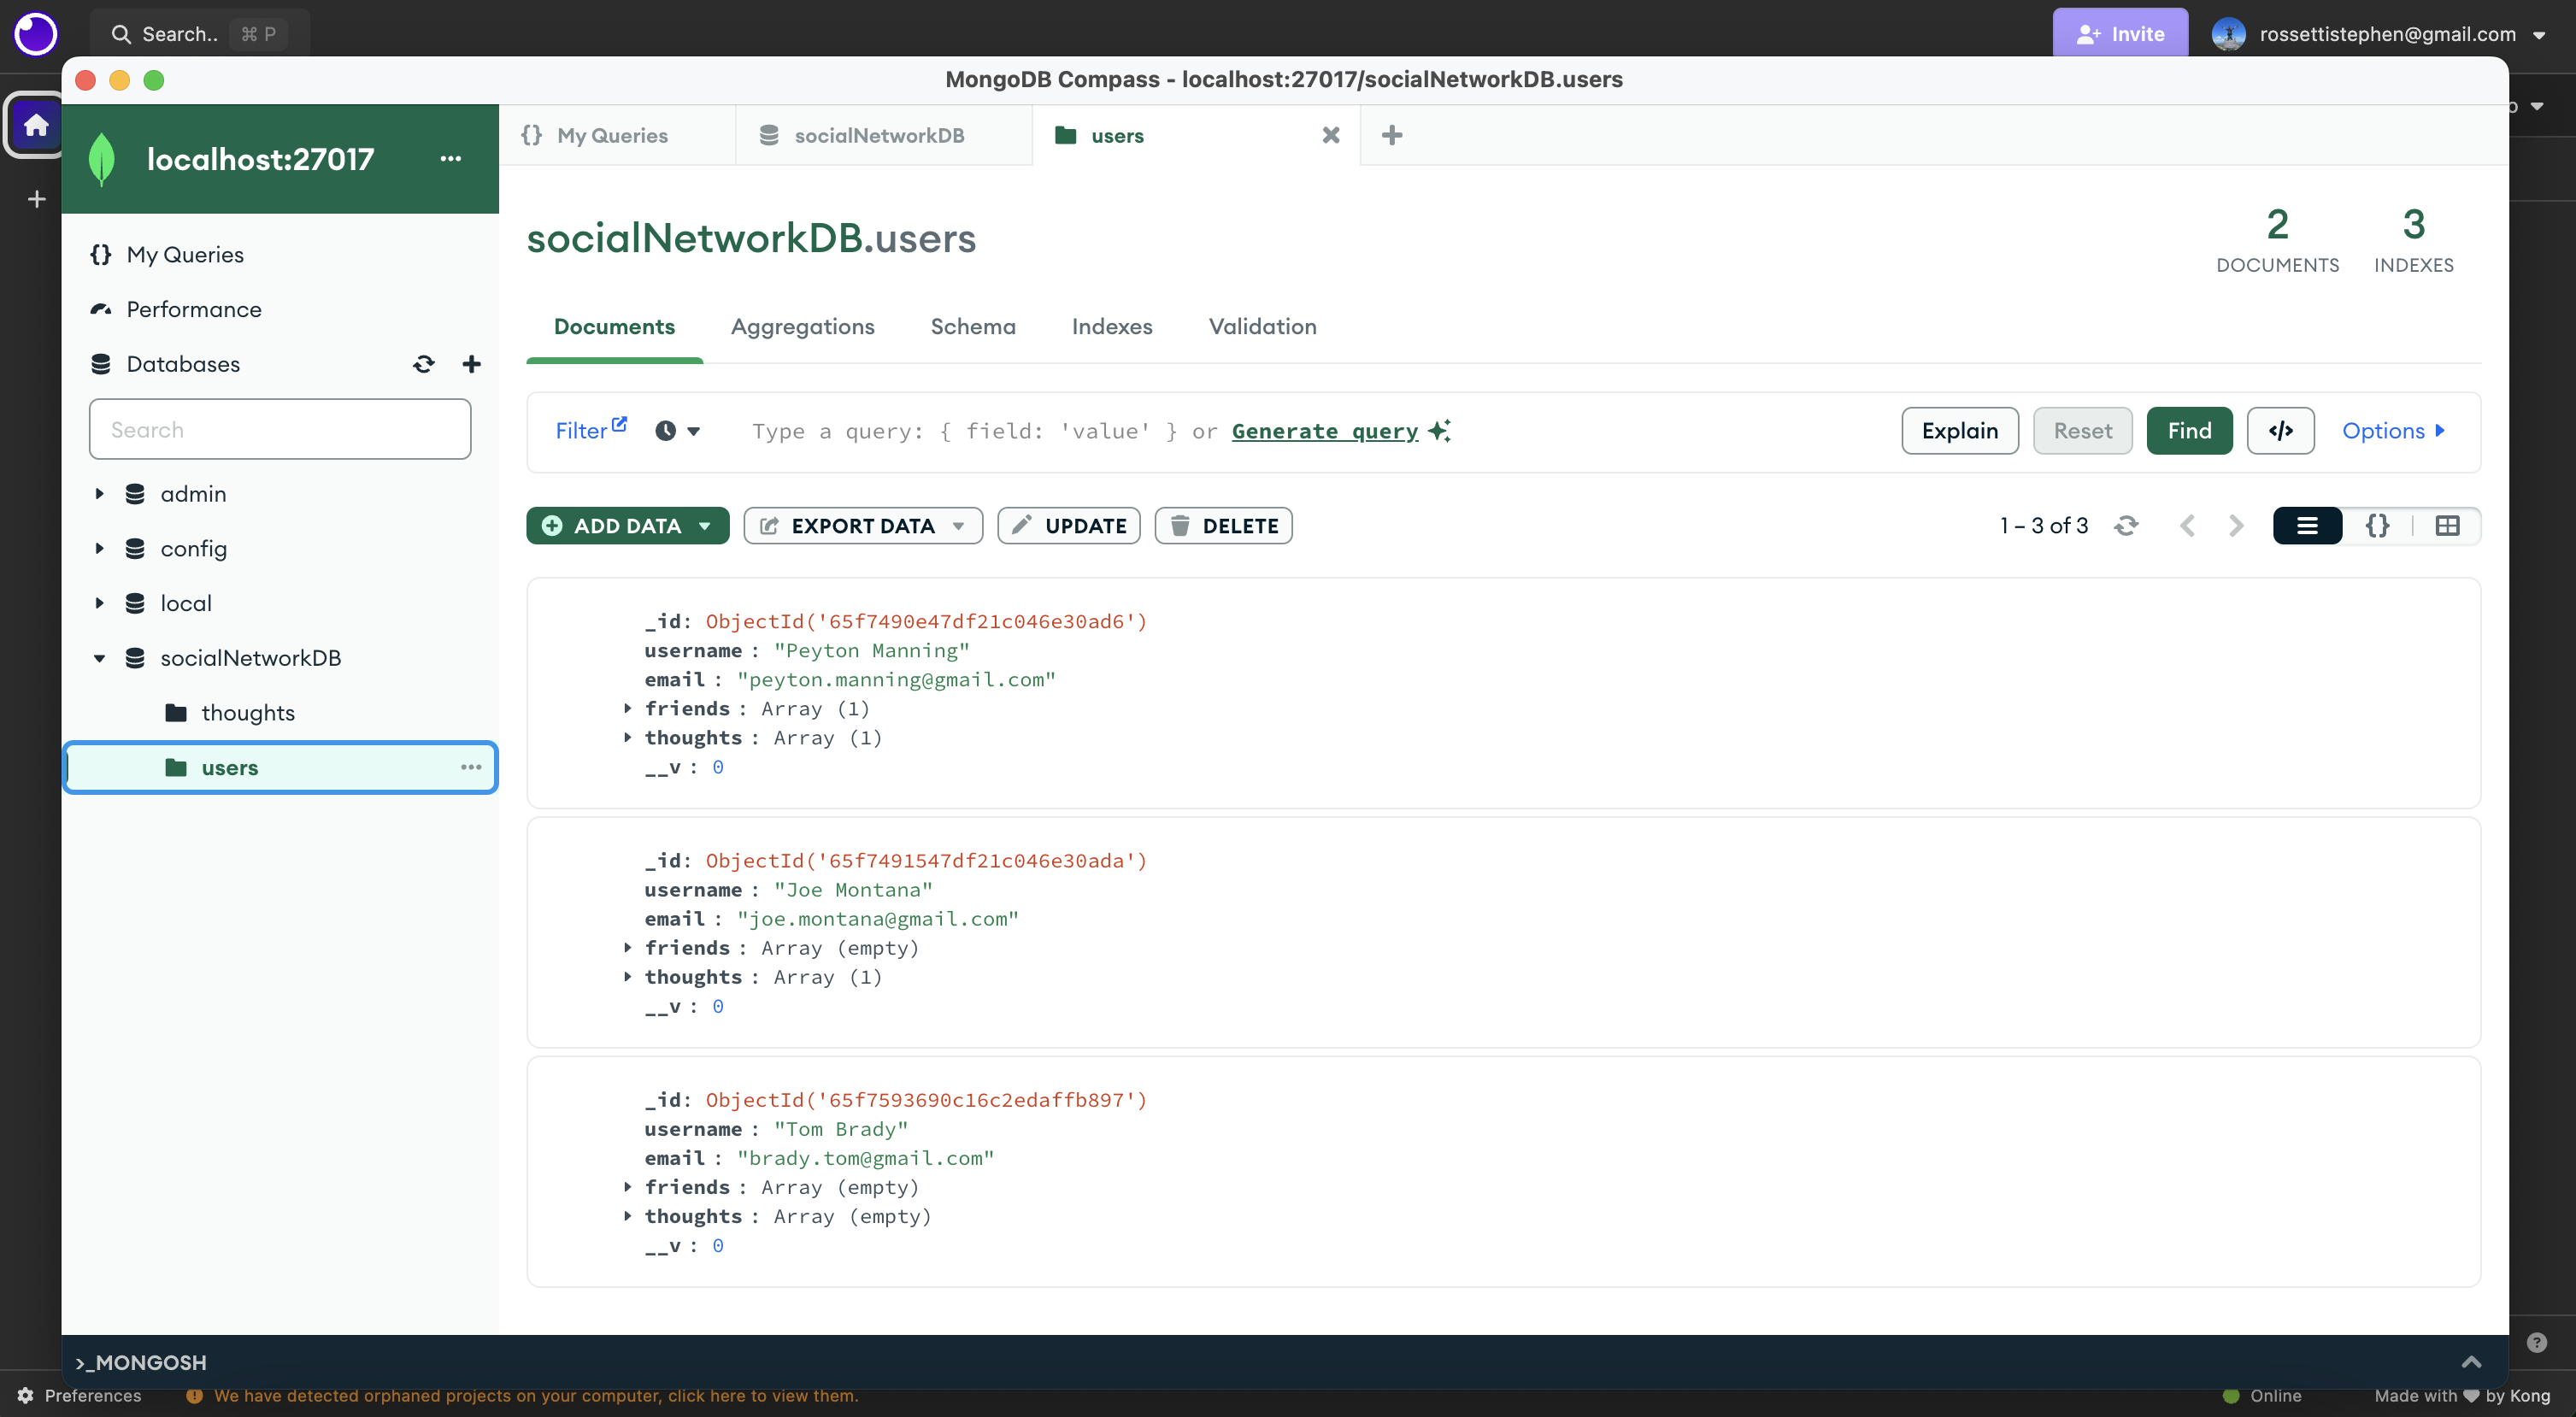 Search.. ⌘ P
Invite
rossettistephen@gmail.com
MongoDB Compass - localhost:27017/socialNetworkDB.users
localhost:27017
My Queries
socialNetworkDB
users
socialNetworkDB.users
2
DOCUMENTS
3
INDEXES
My Queries
Performance
Databases
Search
admin
config
local
socialNetworkDB
thoughts
users
Documents
Aggregations
Schema
Indexes
Validation
Filter
Type a query: { field: 'value' } or Generate query
Explain
Reset
Find
</>
Options
ADD DATA
EXPORT DATA
UPDATE
DELETE
1 – 3 of 3
_id: ObjectId('65f7490e47df21c046e30ad6')
username : "Peyton Manning"
email : "peyton.manning@gmail.com"
friends : Array (1)
thoughts : Array (1)
__v : 0
_id: ObjectId('65f7491547df21c046e30ada')
username : "Joe Montana"
email : "joe.montana@gmail.com"
friends : Array (empty)
thoughts : Array (1)
__v : 0
_id: ObjectId('65f7593690c16c2edaffb897')
username : "Tom Brady"
email : "brady.tom@gmail.com"
friends : Array (empty)
thoughts : Array (empty)
__v : 0
>_MONGOSH
Preferences
We have detected orphaned projects on your computer, click here to view them.
Online
Made with ♥ by Kong